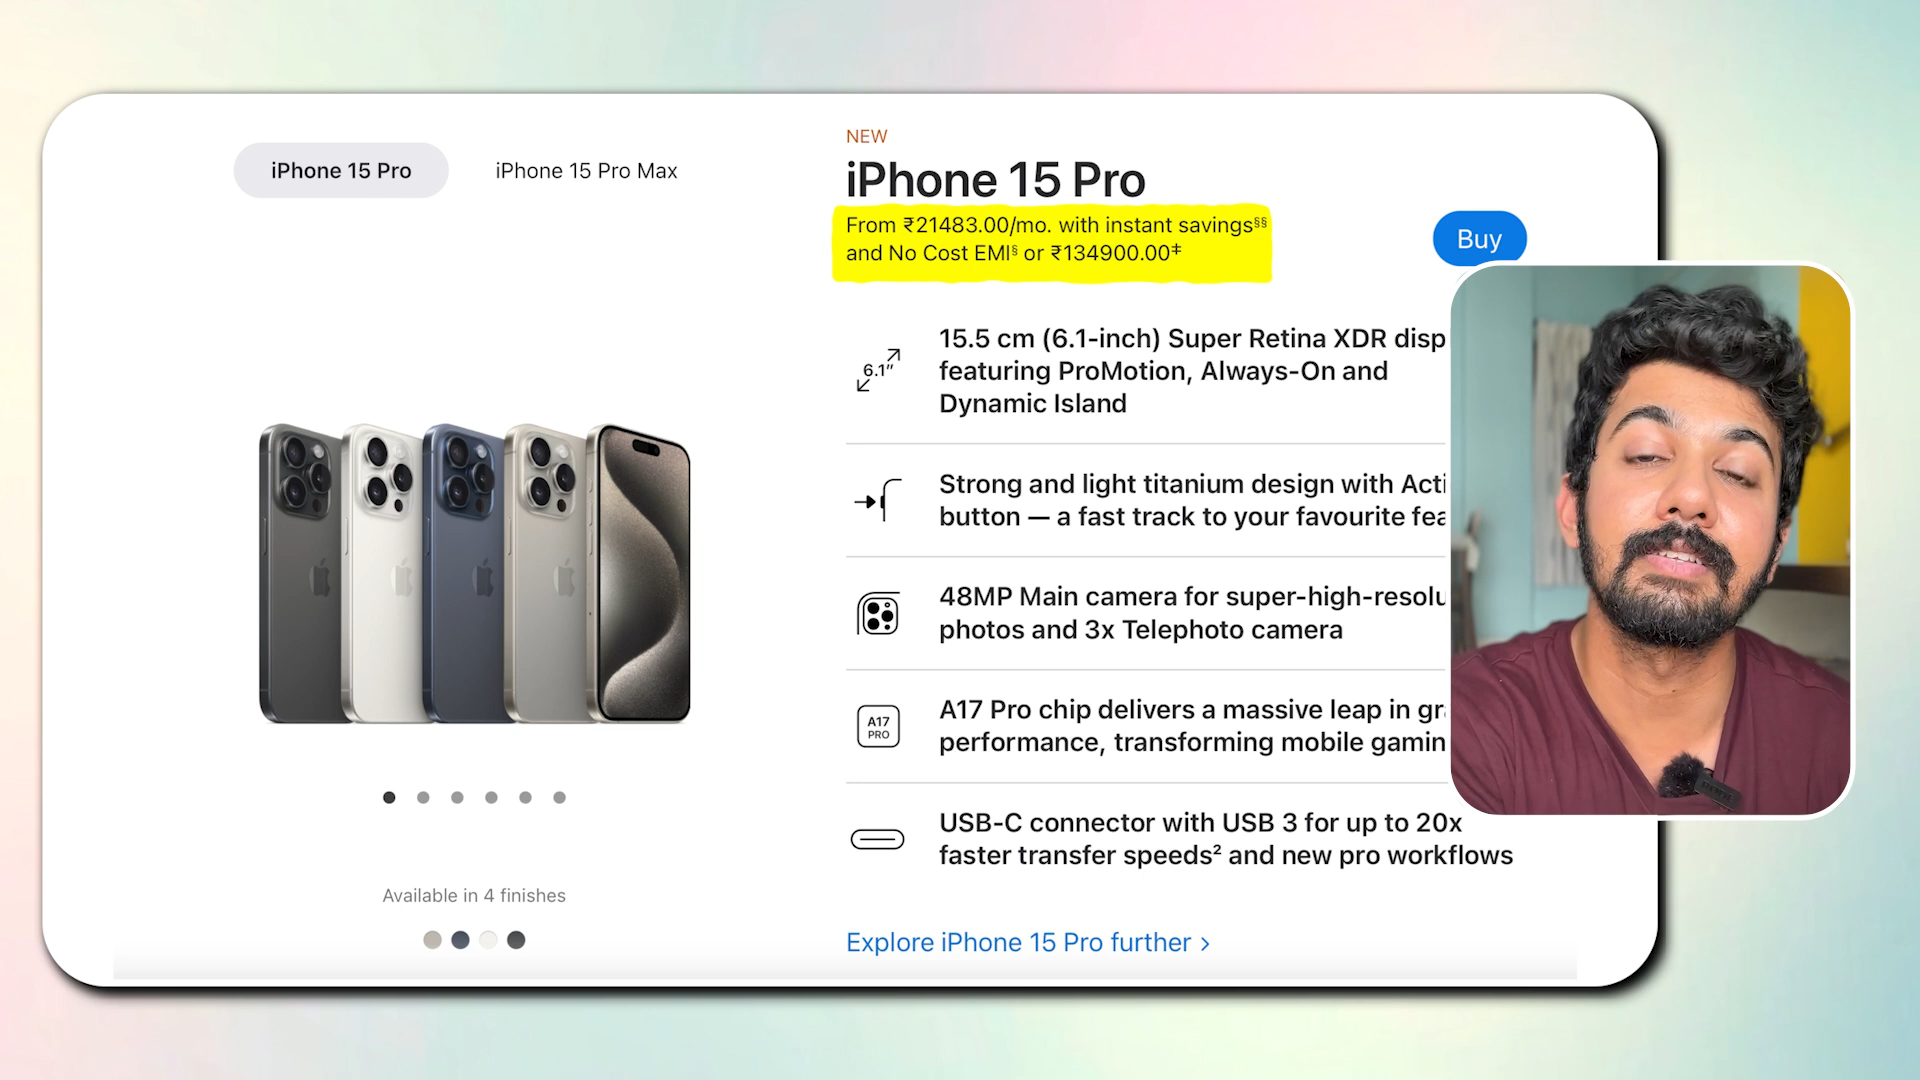 iPhone 15 Pro
iPhone 15 Pro Max
NEW
iPhone 15 Pro
From ₹21483.00/mo. with instant savings§§
and No Cost EMI§ or ₹134900.00‡
Buy
6.1"
15.5 cm (6.1-inch) Super Retina XDR disp
featuring ProMotion, Always-On and
Dynamic Island
Strong and light titanium design with Acti
button — a fast track to your favourite fea
48MP Main camera for super-high-resolu
photos and 3x Telephoto camera
A17
PRO
A17 Pro chip delivers a massive leap in gr
performance, transforming mobile gamin
USB-C connector with USB 3 for up to 20x
faster transfer speeds² and new pro workflows
Available in 4 finishes
Explore iPhone 15 Pro further >